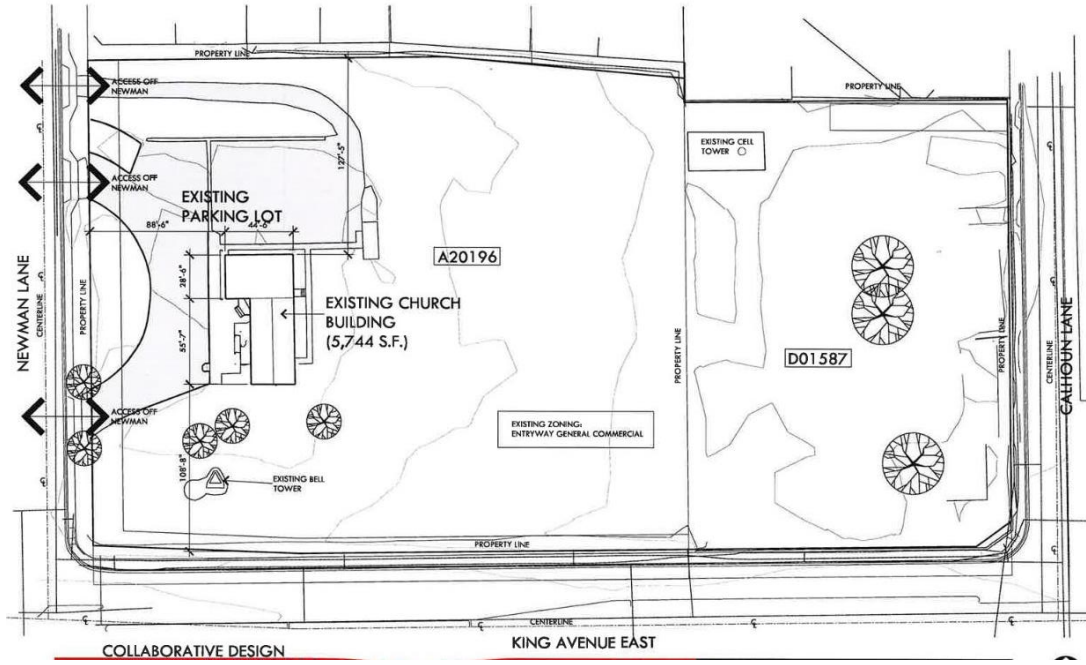 PROPERTY LINE
ACCESS OFF
NEWMAN
PROPERTY LINE
EXISTING CELL
TOWER
127'-5"
ACCESS OFF
NEWMAN
EXISTING
PARKING LOT
88'-6"
44'-6"
A20196
28'-6"
EXISTING CHURCH
BUILDING
(5,744 S.F.)
55'-7"
NEWMAN LANE
CENTERLINE
PROPERTY LINE
PROPERTY LINE
D01587
PROPERTY LINE
CENTERLINE
CALHOUN LANE
ACCESS OFF
NEWMAN
EXISTING ZONING:
ENTRYWAY GENERAL COMMERCIAL
108'-8"
EXISTING BELL
TOWER
PROPERTY LINE
CENTERLINE
KING AVENUE EAST
COLLABORATIVE DESIGN